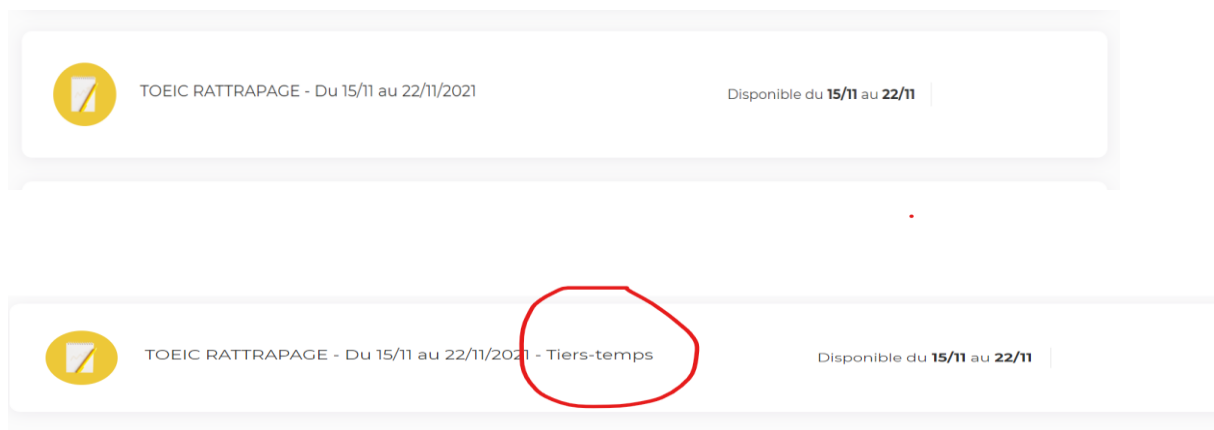 TOEIC RATTRAPAGE - Du 15/11 au 22/11/2021
Disponible du 15/11 au 22/11
TOEIC RATTRAPAGE - Du 15/11 au 22/11/2021 - Tiers-temps
Disponible du 15/11 au 22/11